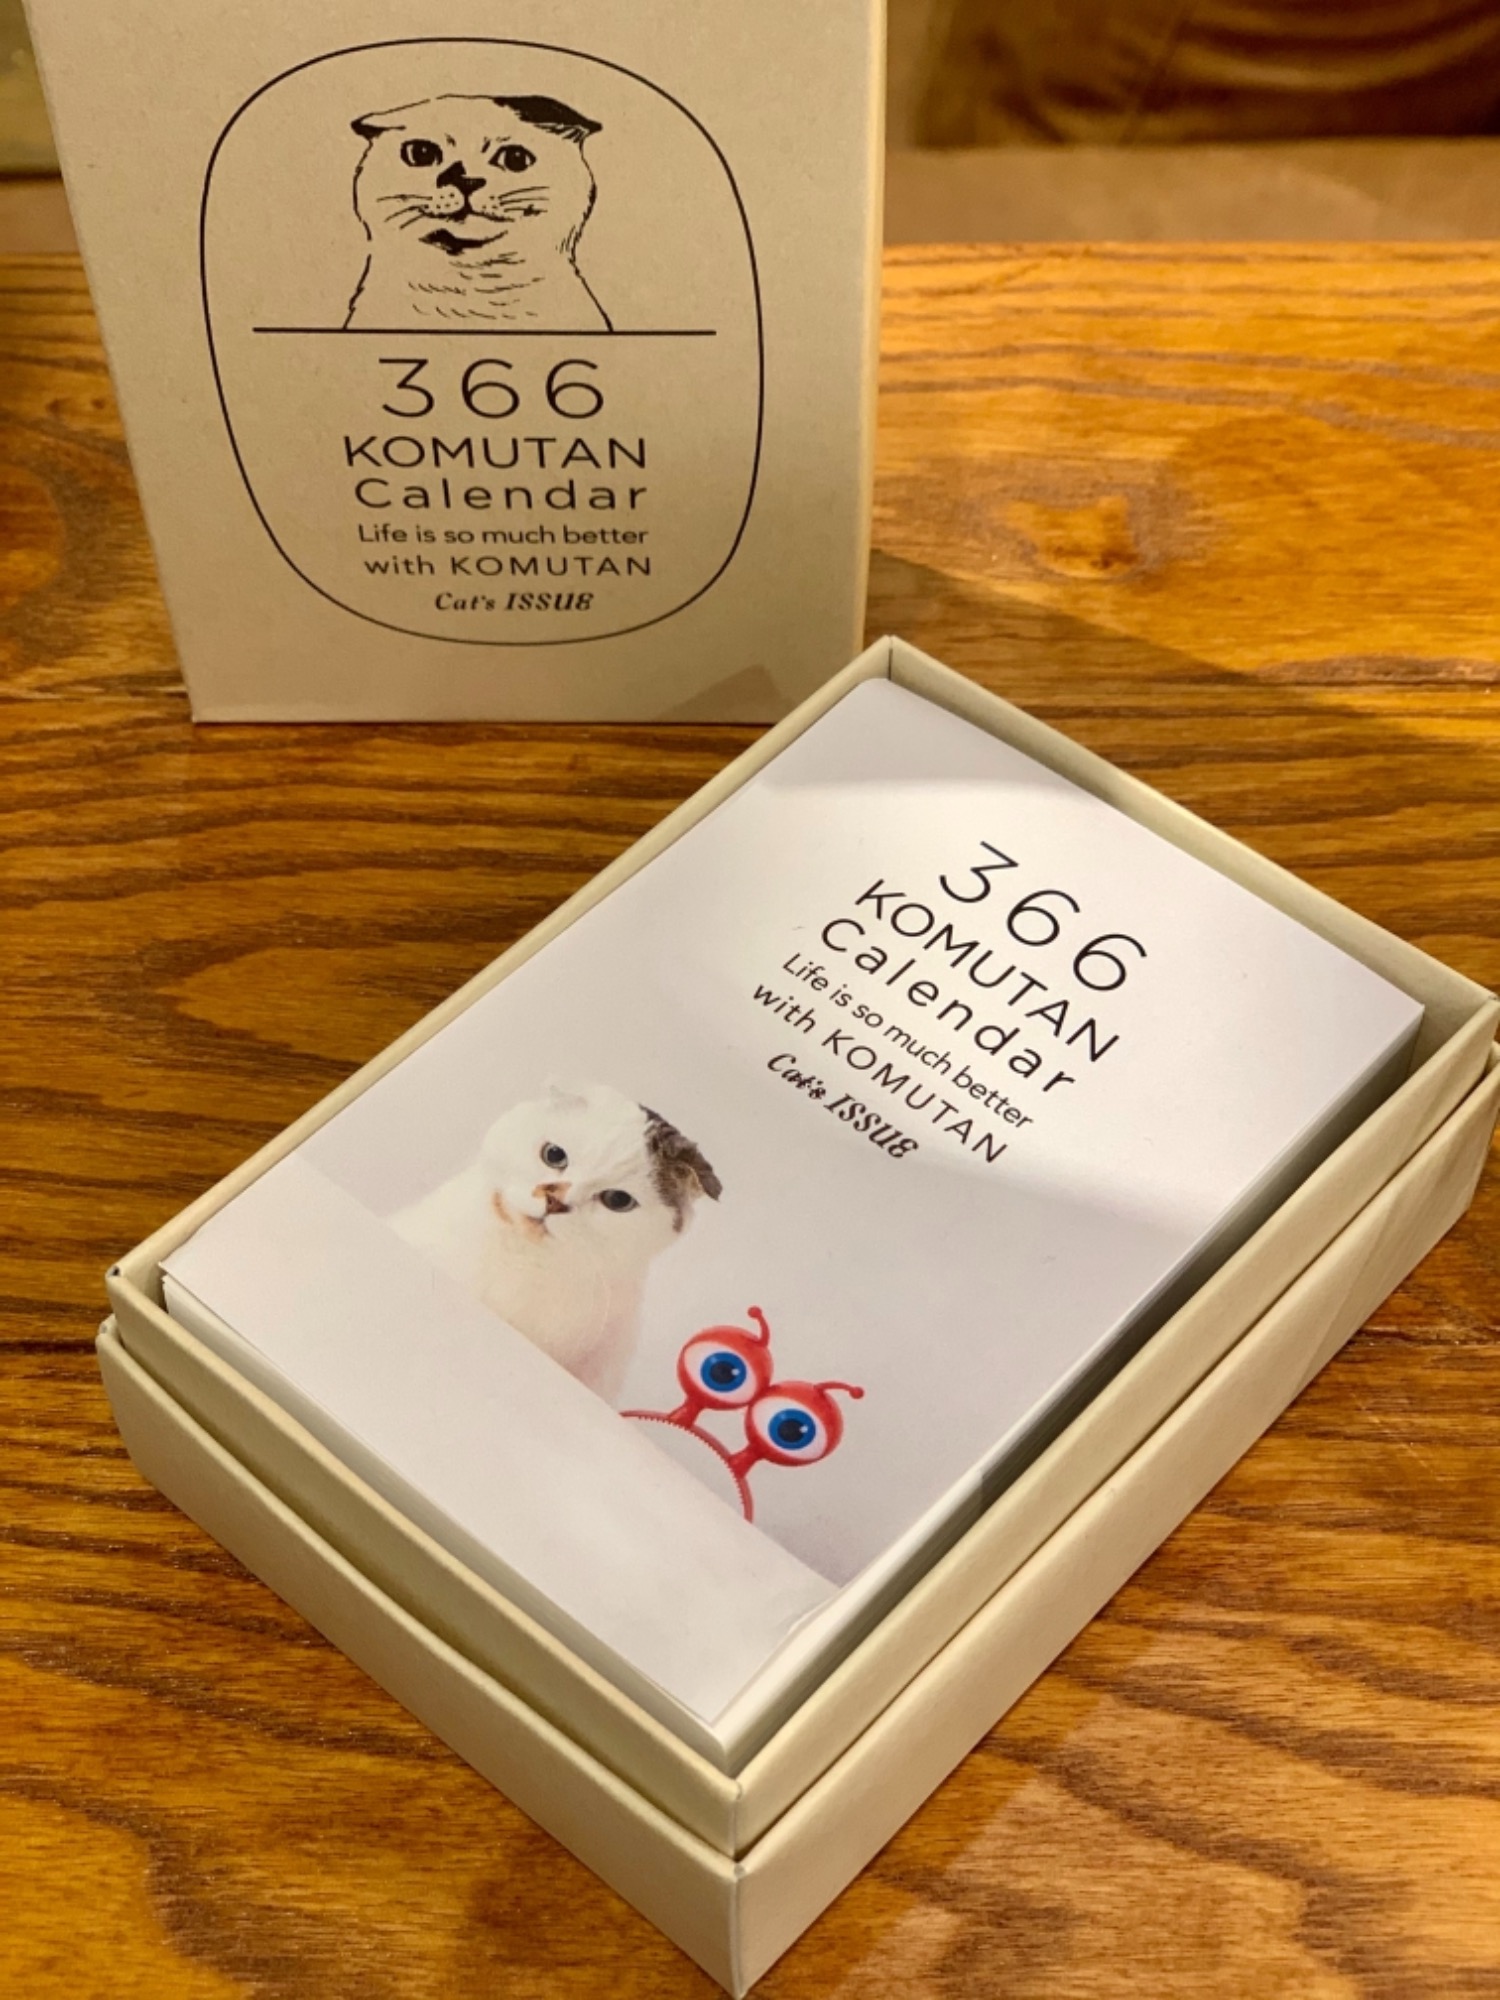 366
KOMUTAN
Calendar
Life is so much better
with KOMUTAN
Cat's ISSUE
366
KOMUTAN
Calendar
Life is so much better
with KOMUTAN
Cat's ISSUE